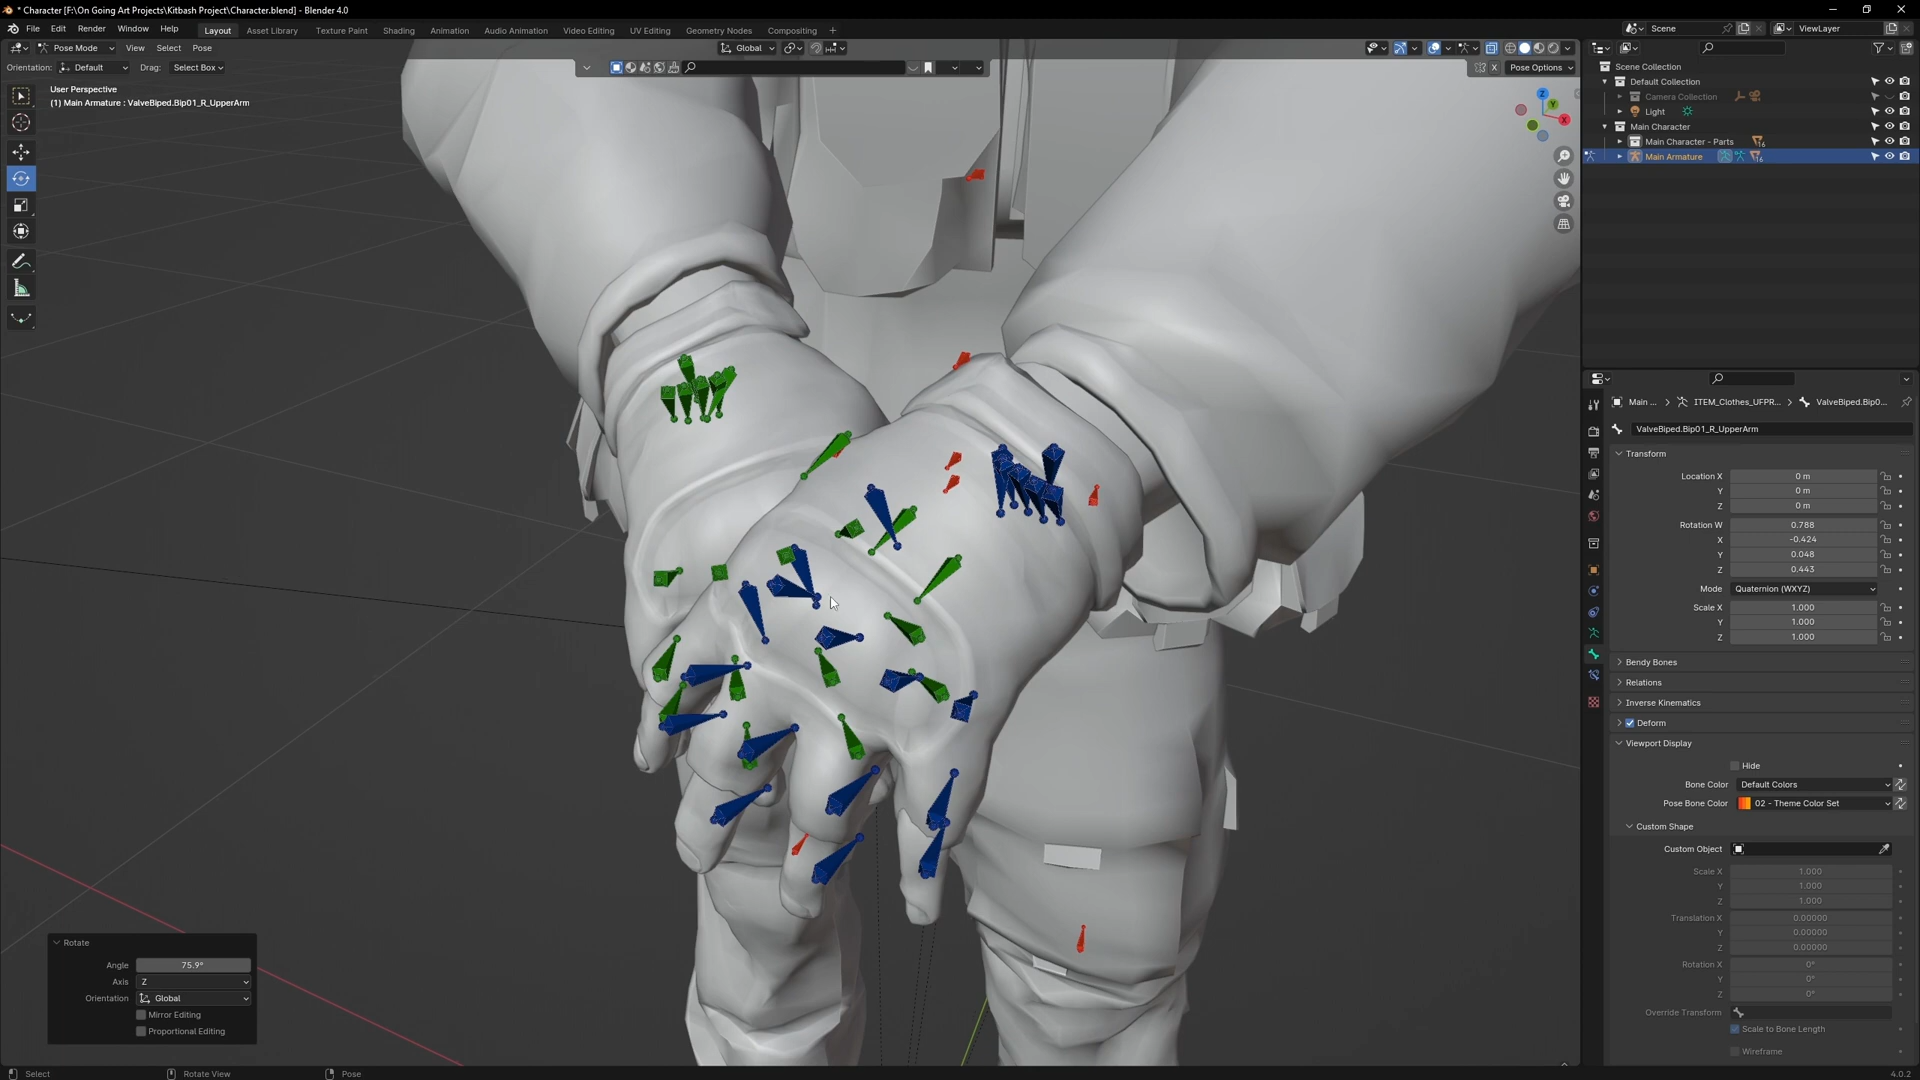 * Character [F:\On Going Art Projects\Kitbash Project\Character.blend] - Blender 4.0
File Edit Render Window Help Layout Asset Library Texture Paint Shading Animation Audio Animation Video Editing UV Editing Geometry Nodes Compositing + Scene ViewLayer
Pose Mode View Select Pose Global
Orientation: Default Drag: Select Box X Pose Options
User Perspective
(1) Main Armature : ValveBiped.Bip01_R_UpperArm
Z
Y
X
Scene Collection
Default Collection
Camera Collection
Light
Main Character
Main Character - Parts
16
Main Armature
16
Main ... ITEM_Clothes_UFPR... ValveBiped.Bip0...
ValveBiped.Bip01_R_UpperArm
Transform
Location X 0 m
Y 0 m
Z 0 m
Rotation W 0.788
X -0.424
Y 0.048
Z 0.443
Mode Quaternion (WXYZ)
Scale X 1.000
Y 1.000
Z 1.000
Bendy Bones
Relations
Inverse Kinematics
Deform
Viewport Display
Hide
Bone Color Default Colors
Pose Bone Color 02 - Theme Color Set
Custom Shape
Custom Object
Scale X 1.000
Y 1.000
Z 1.000
Translation X 0.00000
Y 0.00000
Z 0.00000
Rotation X 0°
Y 0°
Z 0°
Override Transform
Scale to Bone Length
Wireframe
Rotate
Angle 75.9°
Axis Z
Orientation Global
Mirror Editing
Proportional Editing
Select Rotate View Pose 4.0.2